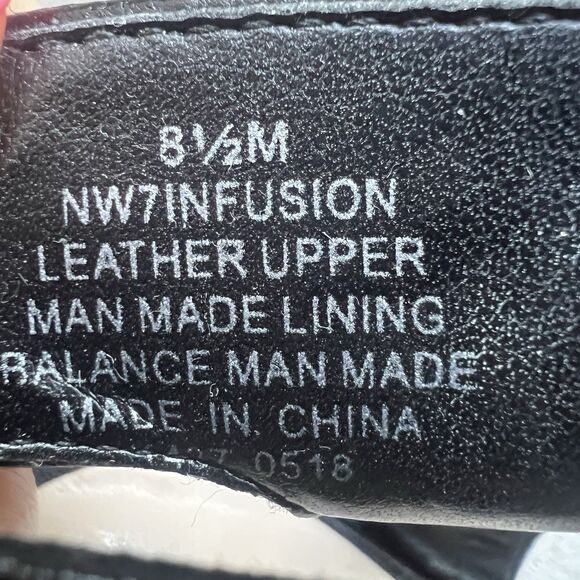 8½M
NW7INFUSION
LEATHER UPPER
MAN MADE LINING
BALANCE MAN MADE
MADE IN CHINA
0518